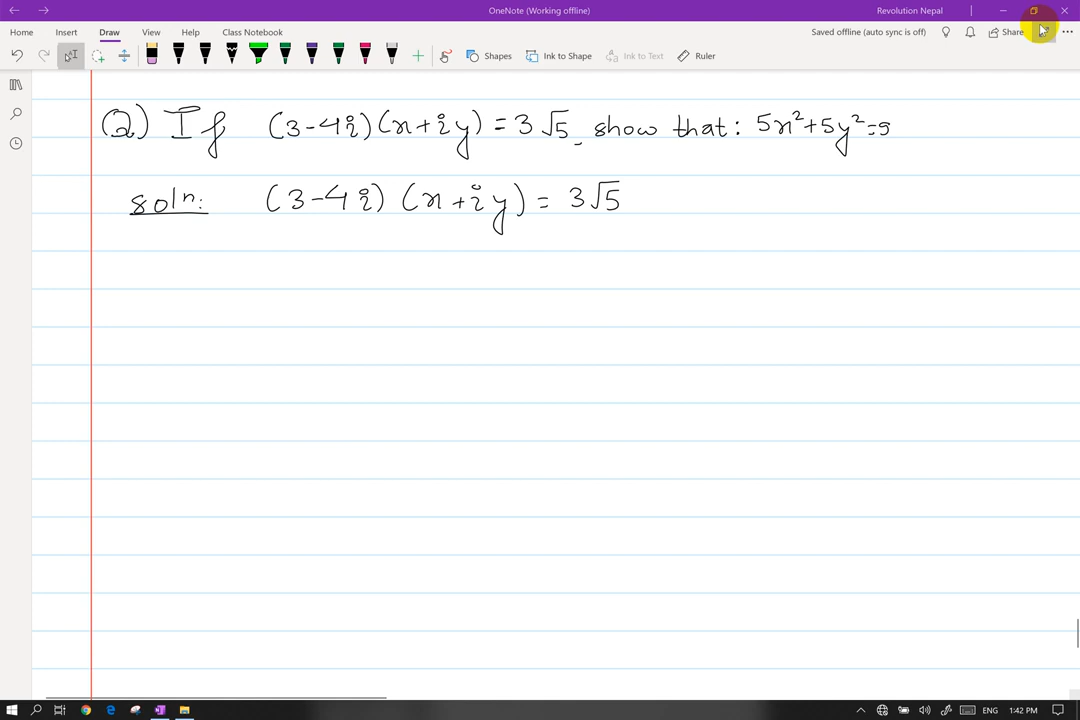 OneNote (Working offline)
Revolution Nepal
Home Insert Draw View Help Class Notebook
Saved offline (auto sync is off) Share
Shapes Ink to Shape Ink to Text Ruler
Q) If (3-4i)(x+iy) = 3√5, show that: 5x²+5y²=9
soln: (3-4i) (x+iy) = 3√5
ENG 1:42 PM